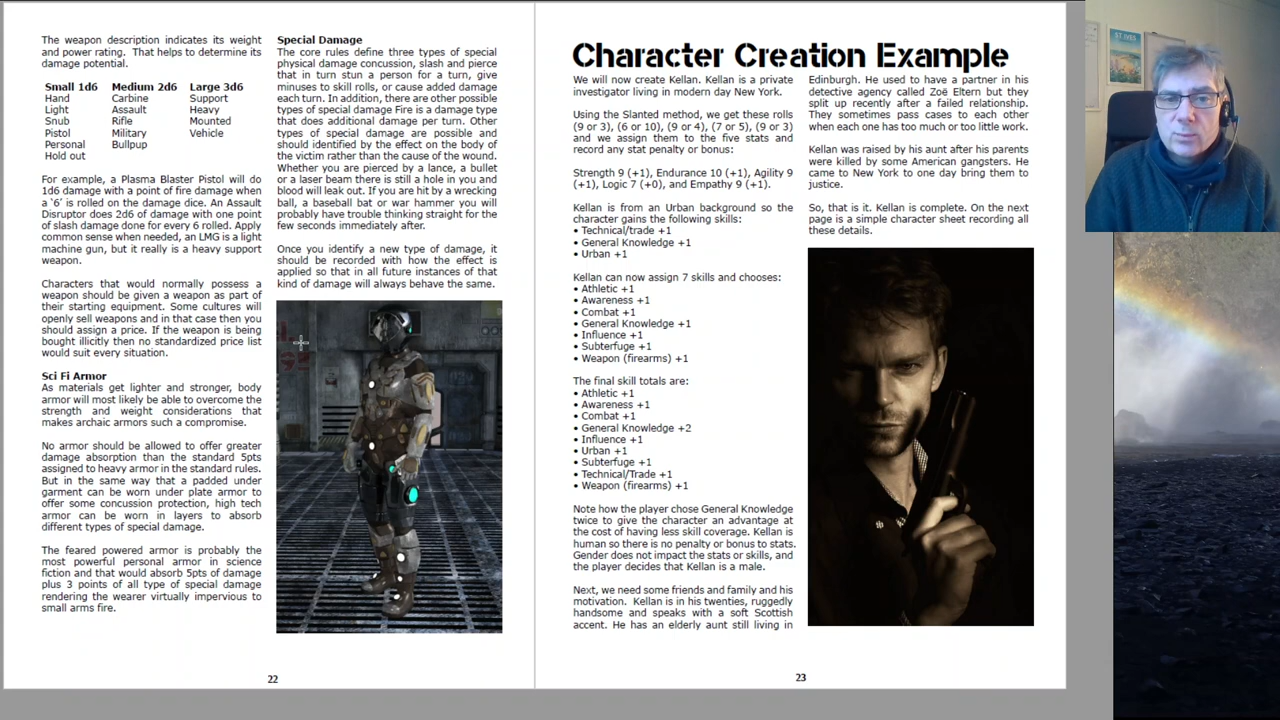 The weapon description indicates its weight
and power rating. That helps to determine its
damage potential.
Small 1d6 Medium 2d6 Large 3d6
Hand Carbine Support
Light Assault Heavy
Snub Rifle Mounted
Pistol Military Vehicle
Personal Bullpup
Hold out
For example, a Plasma Blaster Pistol will do
1d6 damage with a point of fire damage when
a ‘6’ is rolled on the damage dice. An Assault
Disruptor does 2d6 of damage with one point
of slash damage done for every 6 rolled. Apply
common sense when needed, an LMG is a light
machine gun, but it really is a heavy support
weapon.
Characters that would normally possess a
weapon should be given a weapon as part of
their starting equipment. Some cultures will
openly sell weapons and in that case then you
should assign a price. If the weapon is being
bought illicitly then no standardized price list
would suit every situation.
Sci Fi Armor
As materials get lighter and stronger, body
armor will most likely be able to overcome the
strength and weight considerations that
makes archaic armors such a compromise.
No armor should be allowed to offer greater
damage absorption than the standard 5pts
assigned to heavy armor in the standard rules.
But in the same way that a padded under
garment can be worn under plate armor to
offer some concussion protection, high tech
armor can be worn in layers to absorb
different types of special damage.
The feared powered armor is probably the
most powerful personal armor in science
fiction and that would absorb 5pts of damage
plus 3 points of all type of special damage
rendering the wearer virtually impervious to
small arms fire.
Special Damage
The core rules define three types of special
physical damage concussion, slash and pierce
that in turn stun a person for a turn, give
minuses to skill rolls, or cause added damage
each turn. In addition, there are other possible
types of special damage Fire is a damage type
that does additional damage per turn. Other
types of special damage are possible and
should identified by the effect on the body of
the victim rather than the cause of the wound.
Whether you are pierced by a lance, a bullet
or a laser beam there is still a hole in you and
blood will leak out. If you are hit by a wrecking
ball, a baseball bat or war hammer you will
probably have trouble thinking straight for the
few seconds immediately after.
Once you identify a new type of damage, it
should be recorded with how the effect is
applied so that in all future instances of that
kind of damage will always behave the same.
22
Character Creation Example
We will now create Kellan. Kellan is a private
investigator living in modern day New York.
Using the Slanted method, we get these rolls
(9 or 3), (6 or 10), (9 or 4), (7 or 5), (9 or 3)
and we assign them to the five stats and
record any stat penalty or bonus:
Strength 9 (+1), Endurance 10 (+1), Agility 9
(+1), Logic 7 (+0), and Empathy 9 (+1).
Kellan is from an Urban background so the
character gains the following skills:
• Technical/trade +1
• General Knowledge +1
• Urban +1
Kellan can now assign 7 skills and chooses:
• Athletic +1
• Awareness +1
• Combat +1
• General Knowledge +1
• Influence +1
• Subterfuge +1
• Weapon (firearms) +1
The final skill totals are:
• Athletic +1
• Awareness +1
• Combat +1
• General Knowledge +2
• Influence +1
• Urban +1
• Subterfuge +1
• Technical/Trade +1
• Weapon (firearms) +1
Note how the player chose General Knowledge
twice to give the character an advantage at
the cost of having less skill coverage. Kellan is
human so there is no penalty or bonus to stats.
Gender does not impact the stats or skills, and
the player decides that Kellan is a male.
Next, we need some friends and family and his
motivation. Kellan is in his twenties, ruggedly
handsome and speaks with a soft Scottish
accent. He has an elderly aunt still living in
Edinburgh. He used to have a partner in his
detective agency called Zoë Eltern but they
split up recently after a failed relationship.
They sometimes pass cases to each other
when each one has too much or too little work.
Kellan was raised by his aunt after his parents
were killed by some American gangsters. He
came to New York to one day bring them to
justice.
So, that is it. Kellan is complete. On the next
page is a simple character sheet recording all
these details.
23
ST.IVES